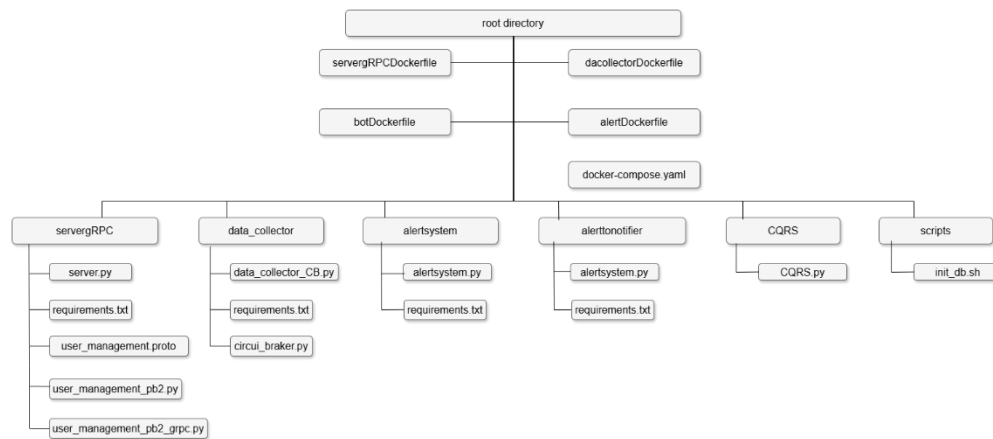 root directory
servergRPCDockerfile
dacollectorDockerfile
botDockerfile
alertDockerfile
docker-compose.yaml
servergRPC
data_collector
alertsystem
alerttonotifier
CQRS
scripts
server.py
data_collector_CB.py
alertsystem.py
alertsystem.py
CQRS.py
init_db.sh
requirements.txt
requirements.txt
requirements.txt
requirements.txt
user_management.proto
circui_braker.py
user_management_pb2.py
user_management_pb2_grpc.py